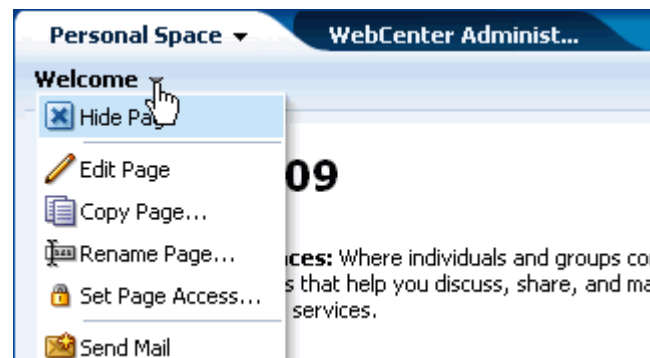 Personal Space
WebCenter Administ...
Welcome
Hide
Edit Page
09
Copy Page...
Rename Page...
ces: Where individuals and groups co
Set Page Access...
s that help you discuss, share, and ma
services.
Send Mail